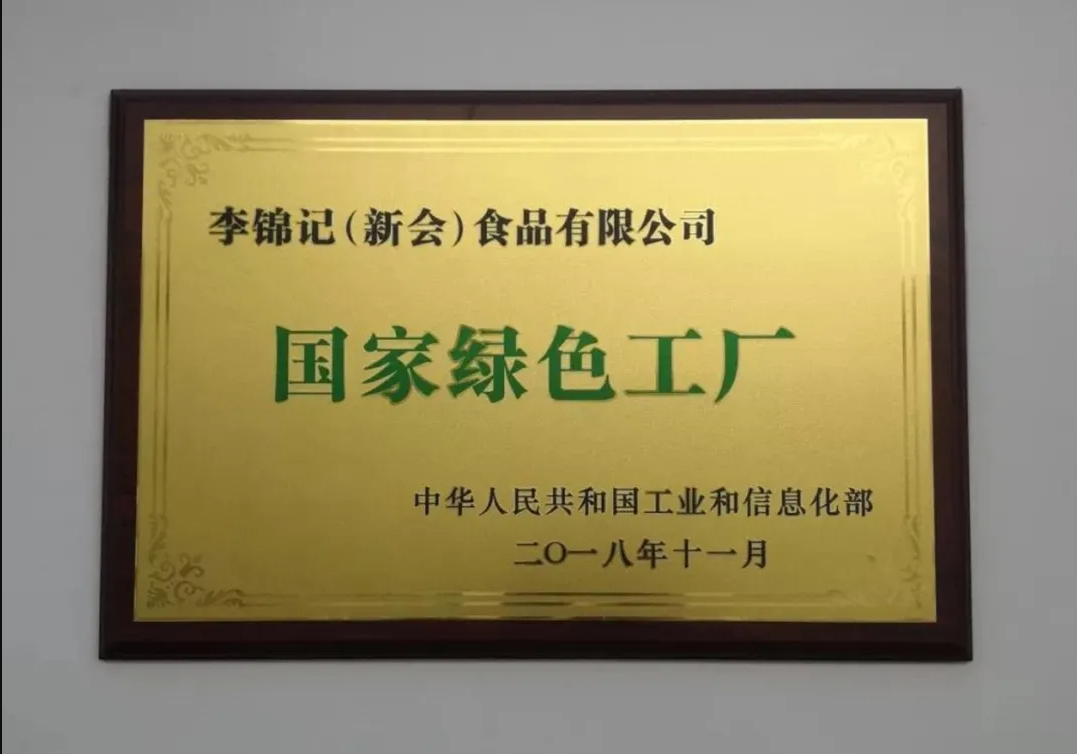 李锦记(新会)食品有限公司
国家绿色工厂
中华人民共和国工业和信息化部
二〇一八年十一月